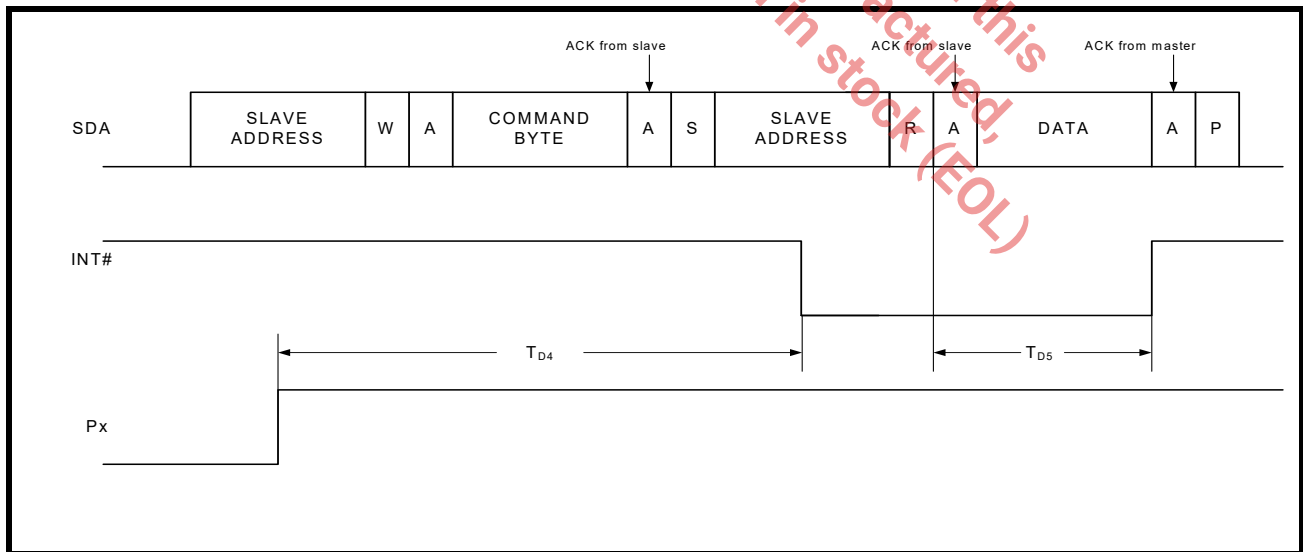 ACK from slave ACK from slave ACK from master
SDA SLAVE ADDRESS W A COMMAND BYTE A S SLAVE ADDRESS R A DATA A P
INT#
TD4 TD5
Px
this
in stock (EOL)